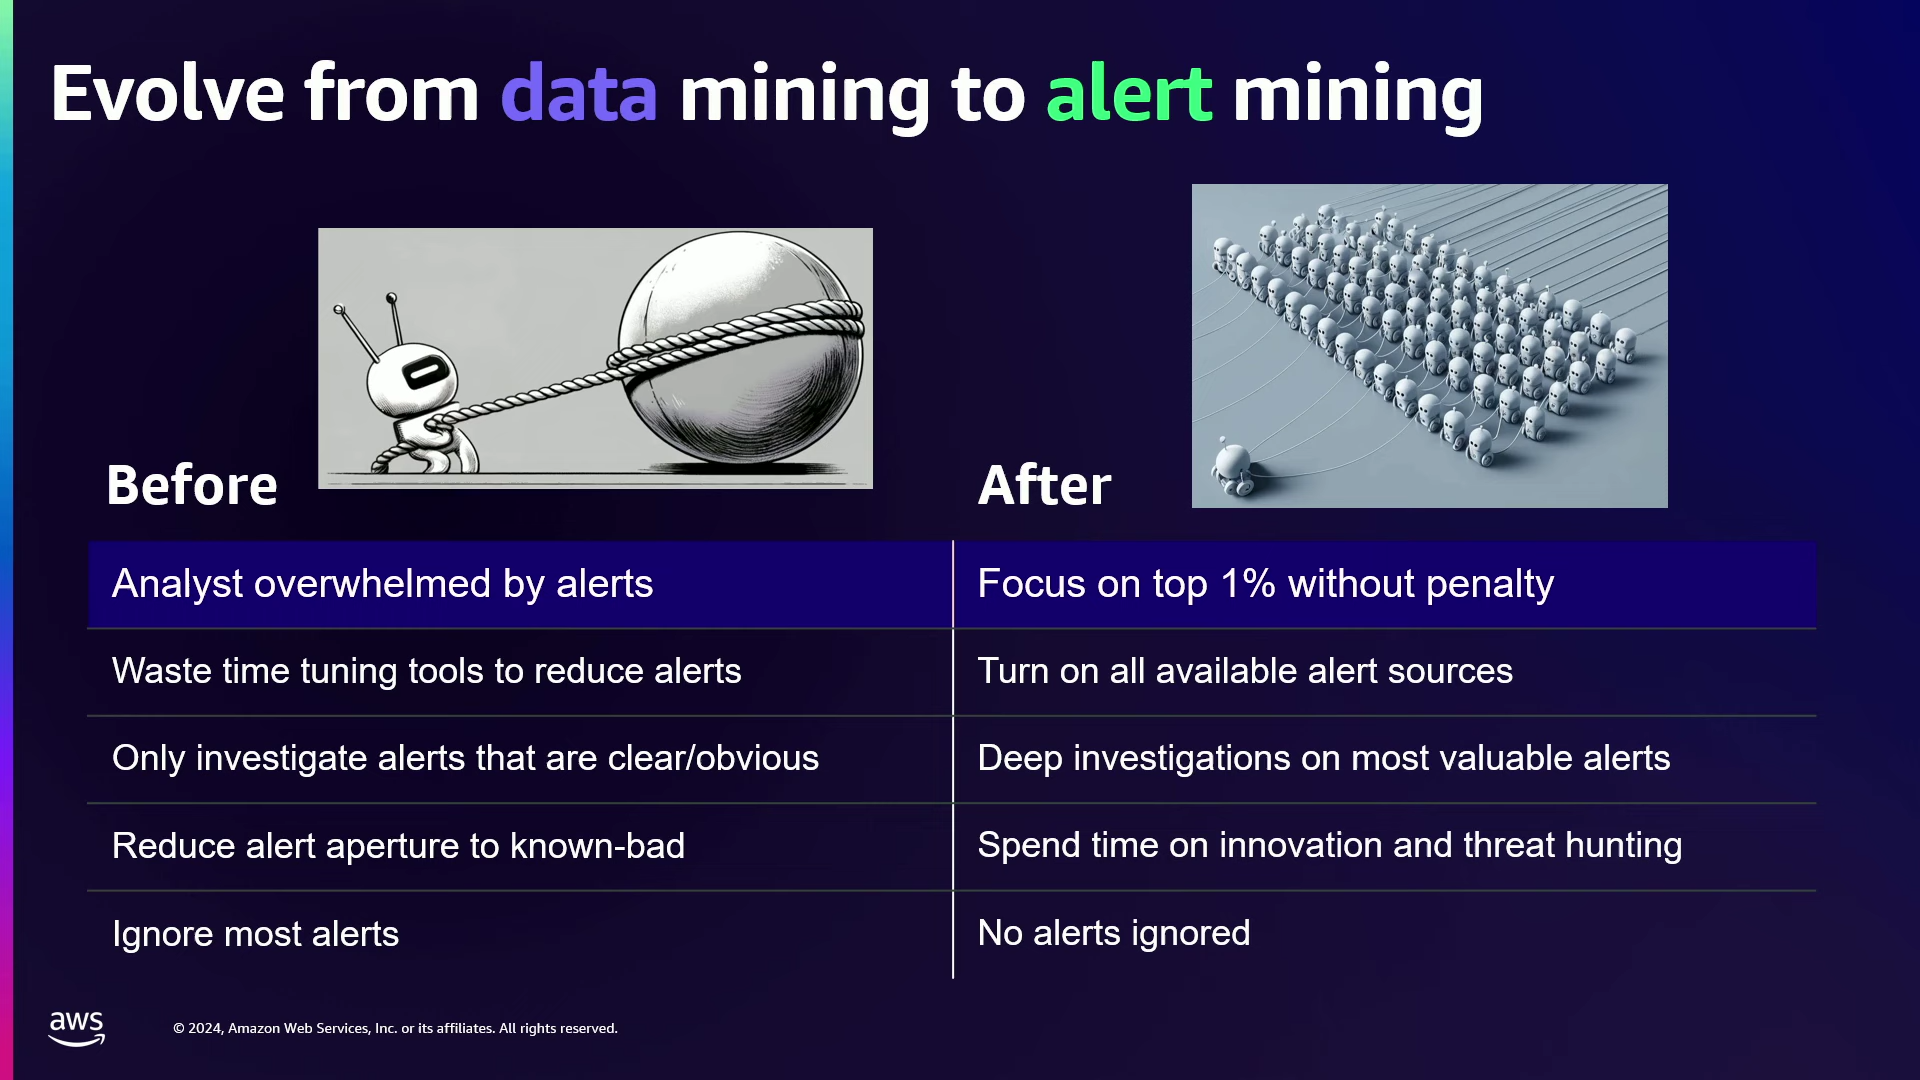 Evolve from data mining to alert mining
Before
After
Analyst overwhelmed by alerts
Focus on top 1% without penalty
Waste time tuning tools to reduce alerts
Turn on all available alert sources
Only investigate alerts that are clear/obvious
Deep investigations on most valuable alerts
Reduce alert aperture to known-bad
Spend time on innovation and threat hunting
Ignore most alerts
No alerts ignored
aws
© 2024, Amazon Web Services, Inc. or its affiliates. All rights reserved.